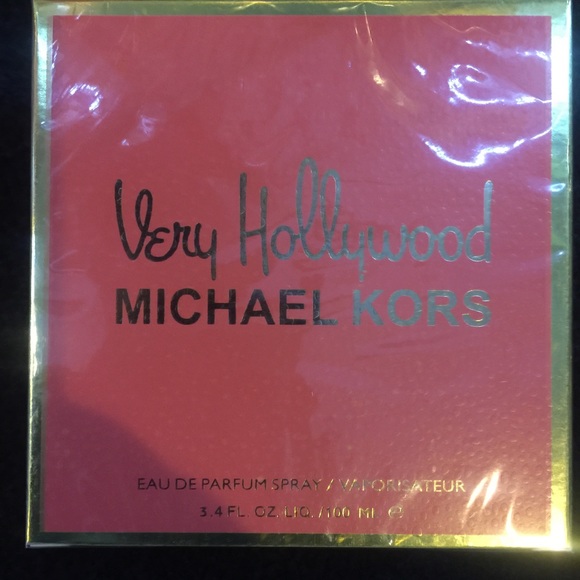 Very Hollywood
MICHAEL KORS
EAU DE PARFUM SPRAY / VAPORISATEUR
3.4 FL. OZ. LIQ. /100 ML ℮